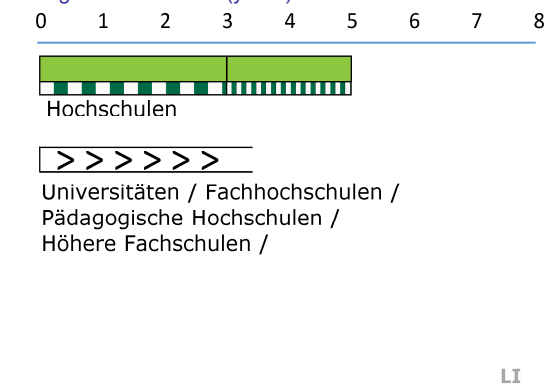 0 1 2 3 4 5 6 7 8
Hochschulen
> > > > > >
Universitäten / Fachhochschulen /
Pädagogische Hochschulen /
Höhere Fachschulen /
LI